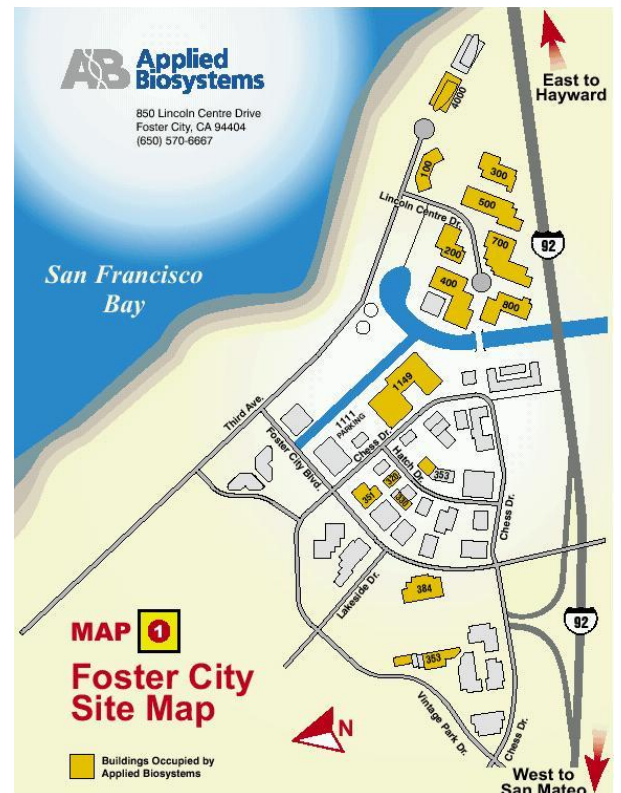 AB Applied
Biosystems
850 Lincoln Centre Drive
Foster City, CA 94404
(650) 570-6667
East to
Hayward
4000
100
300
Lincoln Centre Dr.
500
200
700
92
San Francisco
Bay
400
800
1149
Third Ave.
1111
PARKING
Foster City Blvd.
Chess Dr.
Hatch Dr.
353
320
351
330
Chess Dr.
384
Lakeside Dr.
92
MAP 1
353
Foster City
Site Map
N
Vintage Park Dr.
Chess Dr.
Buildings Occupied by
Applied Biosystems
West to
San Mateo